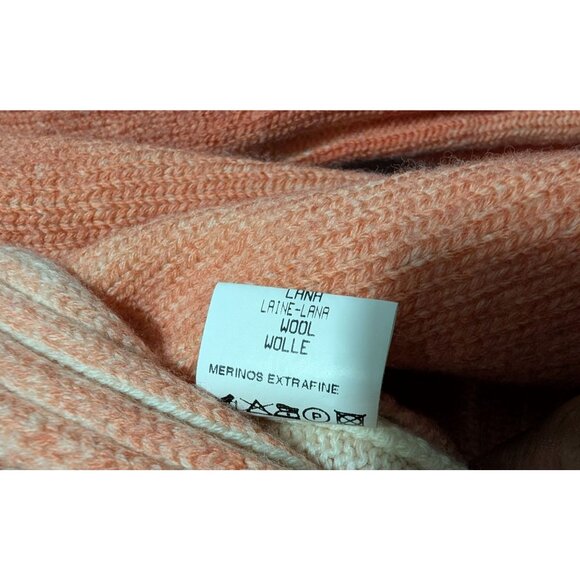 LANA
LAINE-LANA
WOOL
WOLLE
MERINOS EXTRAFINE
P